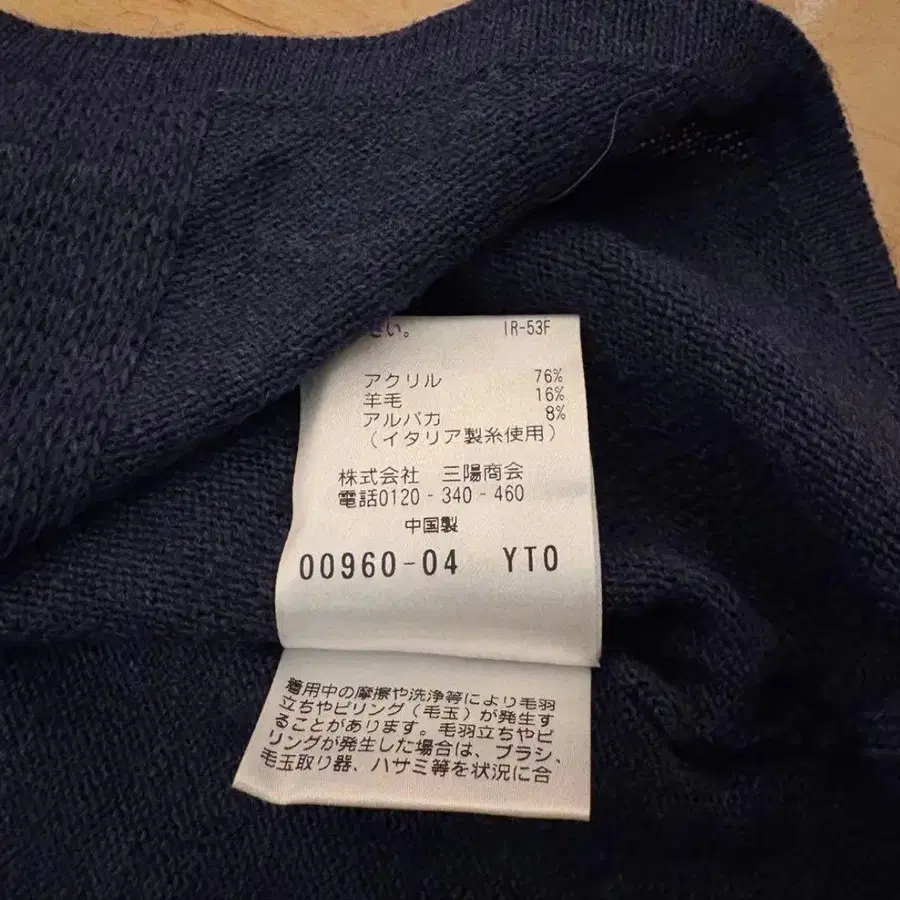 さい。 IR-53F
アクリル 76%
羊毛 16%
アルパカ 8%
(イタリア製糸使用)
株式会社 三陽商会
電話0120-340-460
中国製
00960-04 YTO
着用中の摩擦や洗浄等により毛羽
立ちやピリング(毛玉)が発生す
ることがあります。毛羽立ちやピ
リングが発生した場合は、ブラシ、
毛玉取り器、ハサミ等を状況に合